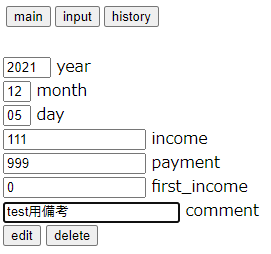 main input history
2021 year
12 month
05 day
111 income
999 payment
0 first_income
test用備考 comment
edit delete